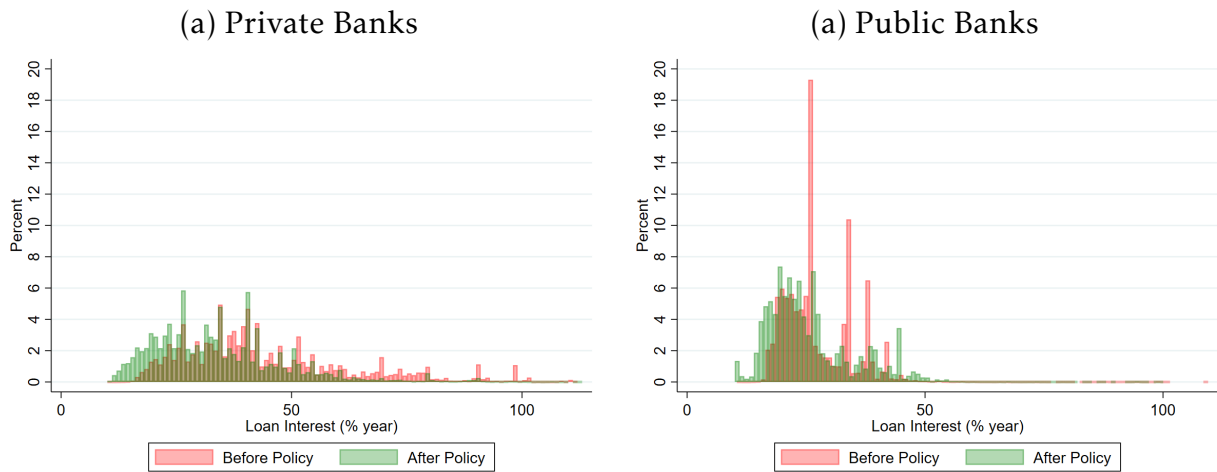 (a) Private Banks
20
18
16
14
12
10
8
6
4
2
0
Percent
0 50 100
Loan Interest (% year)
Before Policy After Policy
(a) Public Banks
20
18
16
14
12
10
8
6
4
2
0
Percent
0 50 100
Loan Interest (% year)
Before Policy After Policy